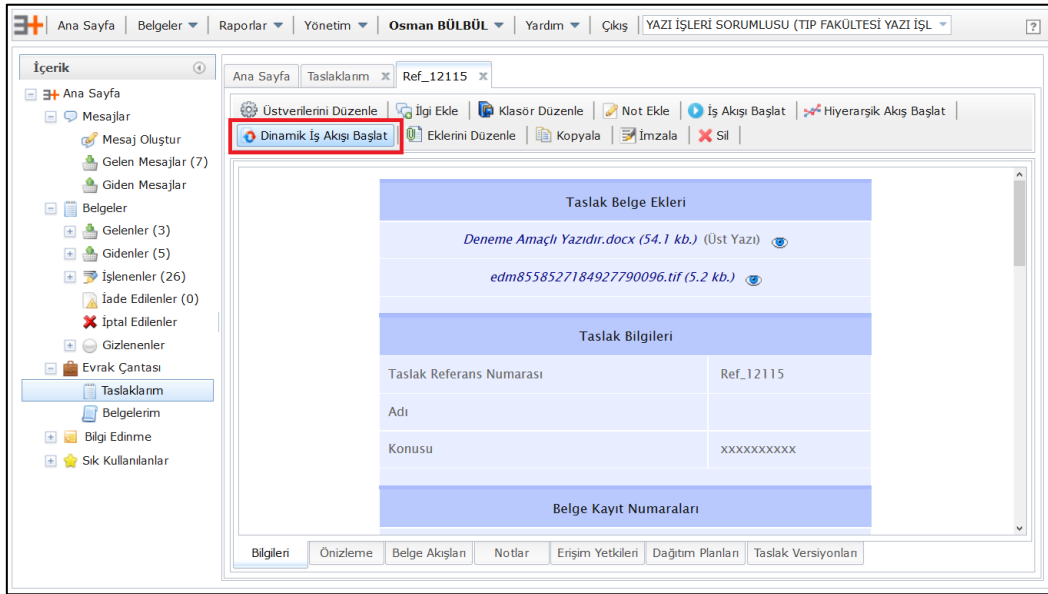 Ana Sayfa Belgeler Raporlar Yönetim Osman BÜLBÜL Yardım Çıkış YAZI İŞLERİ SORUMLUSU (TIP FAKÜLTESİ YAZI İŞL ?
İçerik
Ana Sayfa
Mesajlar
Mesaj Oluştur
Gelen Mesajlar (7)
Giden Mesajlar
Belgeler
Gelenler (3)
Gidenler (5)
İşlenenler (26)
İade Edilenler (0)
İptal Edilenler
Gizlenenler
Evrak Çantası
Taslaklarım
Belgelerim
Bilgi Edinme
Sık Kullanılanlar
Ana Sayfa Taslaklarım x Ref_12115 x
Üstverilerini Düzenle İlgi Ekle Klasör Düzenle Not Ekle İş Akışı Başlat Hiyerarşik Akış Başlat
Dinamik İş Akışı Başlat Eklerini Düzenle Kopyala İmzala Sil
Taslak Belge Ekleri
Deneme Amaçlı Yazıdır.docx (54.1 kb.) (Üst Yazı)
edm8558527184927790096.tif (5.2 kb.)
Taslak Bilgileri
Taslak Referans Numarası Ref_12115
Adı
Konusu xxxxxxxxxx
Belge Kayıt Numaraları
Bilgileri Önizleme Belge Akışları Notlar Erişim Yetkileri Dağıtım Planları Taslak Versiyonları